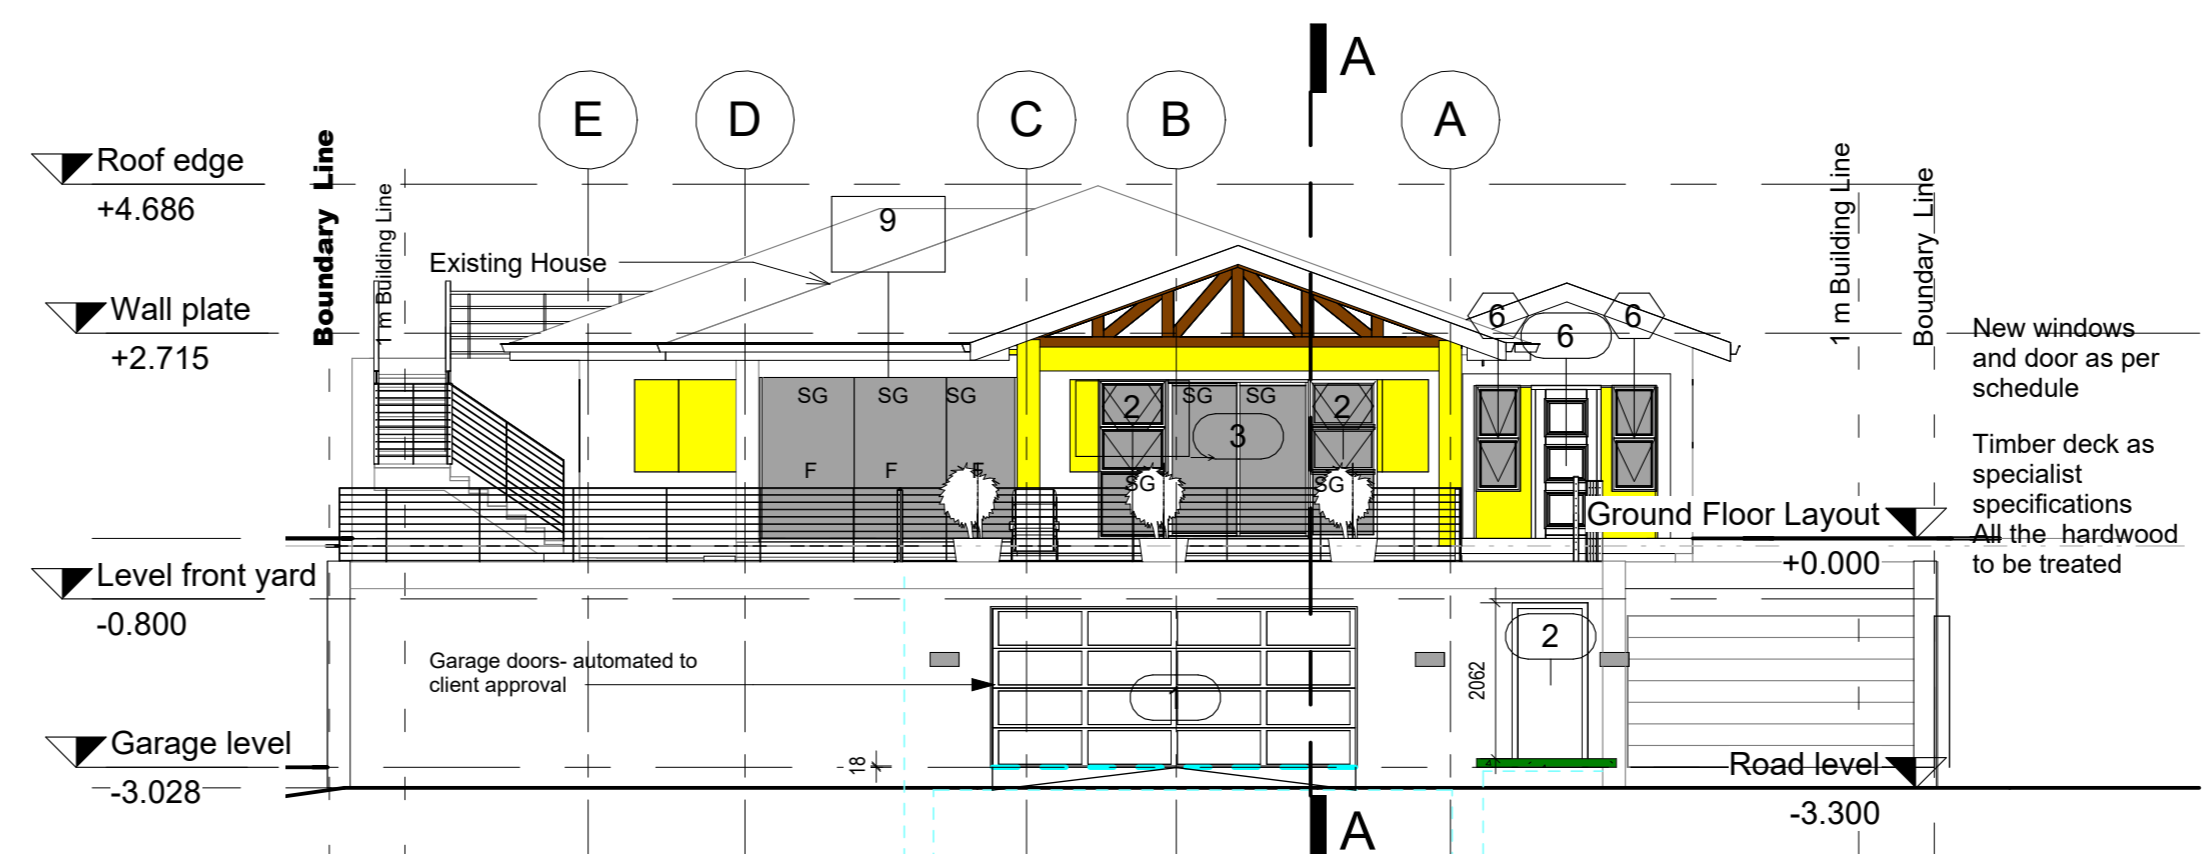 A
E
D
C
B
A
Roof edge
+4.686
Boundary Line
1 m Building Line
9
Existing House
1 m Building Line
Boundary Line
Wall plate
+2.715
6
6
6
New windows
and door as per
schedule
SG
SG
SG
SG
SG
2
2
3
F
F
F
SG
SG
Timber deck as
specialist
specifications
All the hardwood
to be treated
Ground Floor Layout
+0.000
Level front yard
-0.800
Garage doors- automated to
client approval
1
2
2062
Garage level
-3.028
18
Road level
-3.300
A